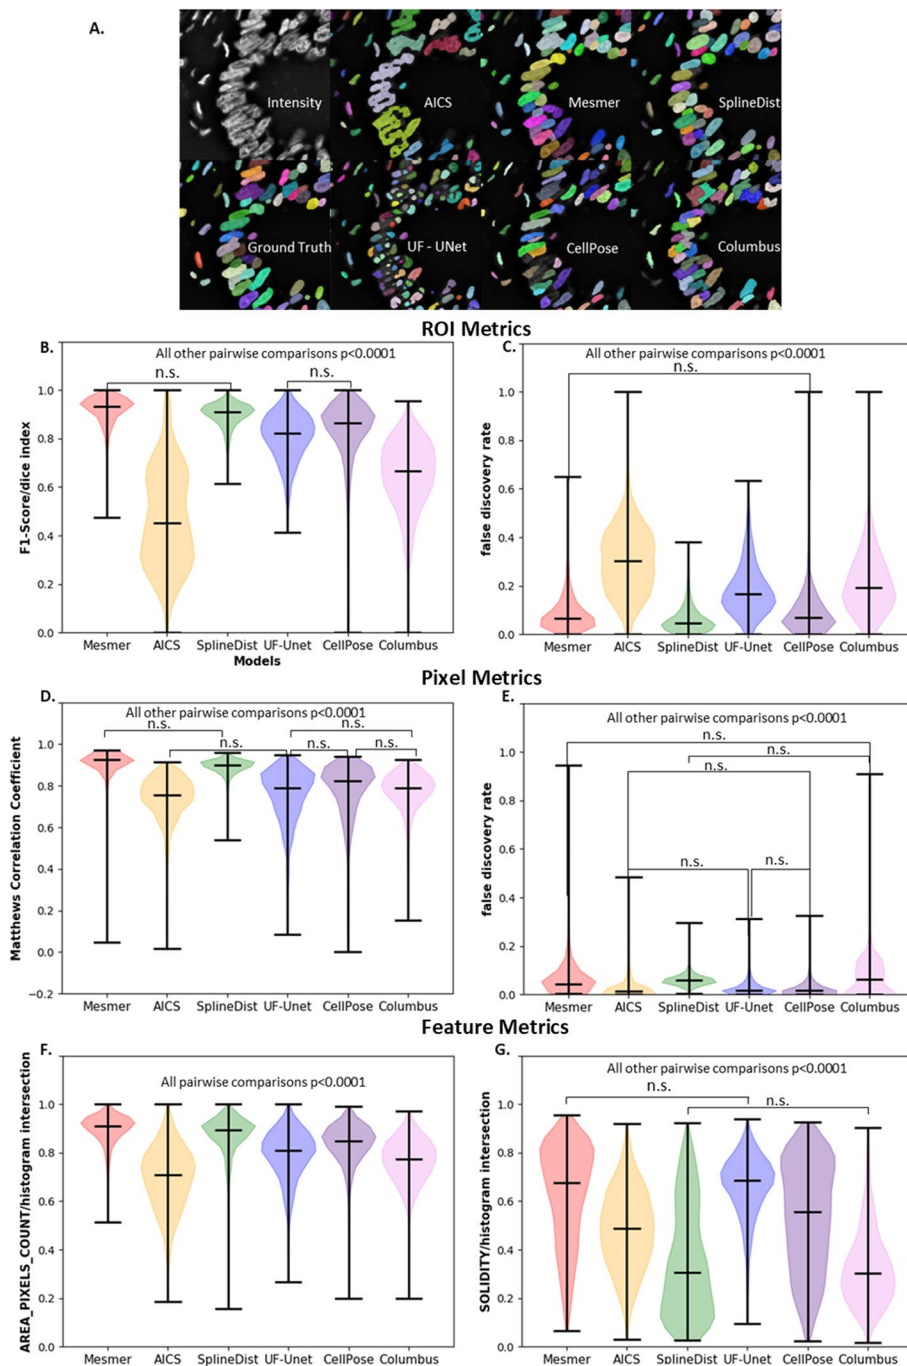 A.
Intensity
AICS
Mesmer
SplineDist
Ground Truth
UF - UNet
CellPose
Columbus
ROI Metrics
B.
All other pairwise comparisons p<0.0001
n.s.
n.s.
F1-Score/dice index
1.0
0.8
0.6
0.4
0.2
0.0
Mesmer AICS SplineDist UF-Unet CellPose Columbus
Models
C.
All other pairwise comparisons p<0.0001
n.s.
false discovery rate
1.0
0.8
0.6
0.4
0.2
0.0
Mesmer AICS SplineDist UF-Unet CellPose Columbus
Pixel Metrics
D.
All other pairwise comparisons p<0.0001
n.s.
n.s.
n.s.
n.s.
n.s.
Matthews Correlation Coefficient
1.0
0.8
0.6
0.4
0.2
0.0
−0.2
Mesmer AICS SplineDist UF-Unet CellPose Columbus
E.
All other pairwise comparisons p<0.0001
n.s.
n.s.
n.s.
n.s.
n.s.
false discovery rate
1.0
0.8
0.6
0.4
0.2
0.0
Mesmer AICS SplineDist UF-Unet CellPose Columbus
Feature Metrics
F.
All pairwise comparisons p<0.0001
AREA_PIXELS_COUNT/histogram intersection
1.0
0.8
0.6
0.4
0.2
0.0
Mesmer AICS SplineDist UF-Unet CellPose Columbus
G.
All other pairwise comparisons p<0.0001
n.s.
n.s.
SOLIDITY/histogram intersection
1.0
0.8
0.6
0.4
0.2
0.0
Mesmer AICS SplineDist UF-Unet CellPose Columbus